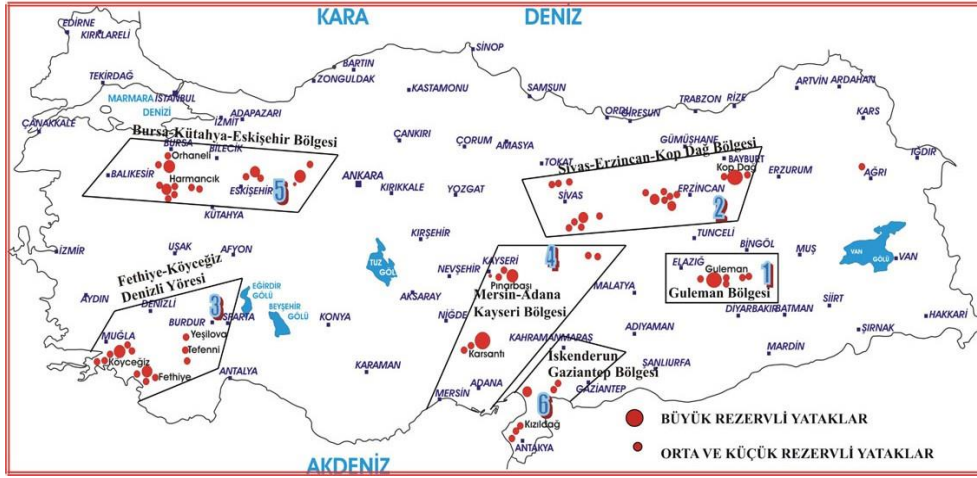 KARA
DENİZ
EDİRNE
KIRKLARELİ
SİNOP
BARTIN
ZONGULDAK
TEKİRDAĞ
İSTANBUL
KASTAMONU
SAMSUN
ARTVİN
ARDAHAN
MARMARA
DENİZİ
İZMİT
ADAPAZARI
ORDU
GİRESUN
TRABZON
RİZE
KARS
ÇANAKKALE
Bursa-Kütahya-Eskişehir Bölgesi
BURSA
BİLECİK
ÇANKIRI
ÇORUM
AMASYA
TOKAT
Sivas-Erzincan-Kop Dağ Bölgesi
GÜMÜŞHANE
BAYBURT
Kop Dağ
ERZURUM
IĞDIR
AĞRI
Orhaneli
BALIKESİR
Harmancık
ESKİŞEHİR
5
ANKARA
KIRIKKALE
YOZGAT
SİVAS
ERZİNCAN
2
KÜTAHYA
TUNCELİ
İZMİR
UŞAK
AFYON
KIRŞEHİR
TUZ
GÖLÜ
NEVŞEHİR
KAYSERİ
4
Pınarbaşı
BİNGÖL
ELAZIĞ
Guleman
1
Guleman Bölgesi
MUŞ
VAN
GÖLÜ
VAN
Fethiye-Köyceğiz
Denizli Yöresi
AYDIN
DENİZLİ
3
EĞİRDİR
GÖLÜ
BEYŞEHİR
GÖLÜ
BURDUR
ISPARTA
KONYA
AKSARAY
NİĞDE
Mersin-Adana
Kayseri Bölgesi
MALATYA
DİYARBAKIR
BATMAN
SİİRT
HAKKARİ
ŞIRNAK
MARDİN
MUĞLA
Yeşilova
Tefenni
Köyceğiz
Fethiye
ANTALYA
KARAMAN
Karsantı
KAHRAMANMARAŞ
ADIYAMAN
İskenderun
Gaziantep Bölgesi
ŞANLIURFA
MERSİN
ADANA
GAZİANTEP
6
Kızıldağ
ANTAKYA
BÜYÜK REZERVLİ YATAKLAR
ORTA VE KÜÇÜK REZERVLİ YATAKLAR
AKDENİZ